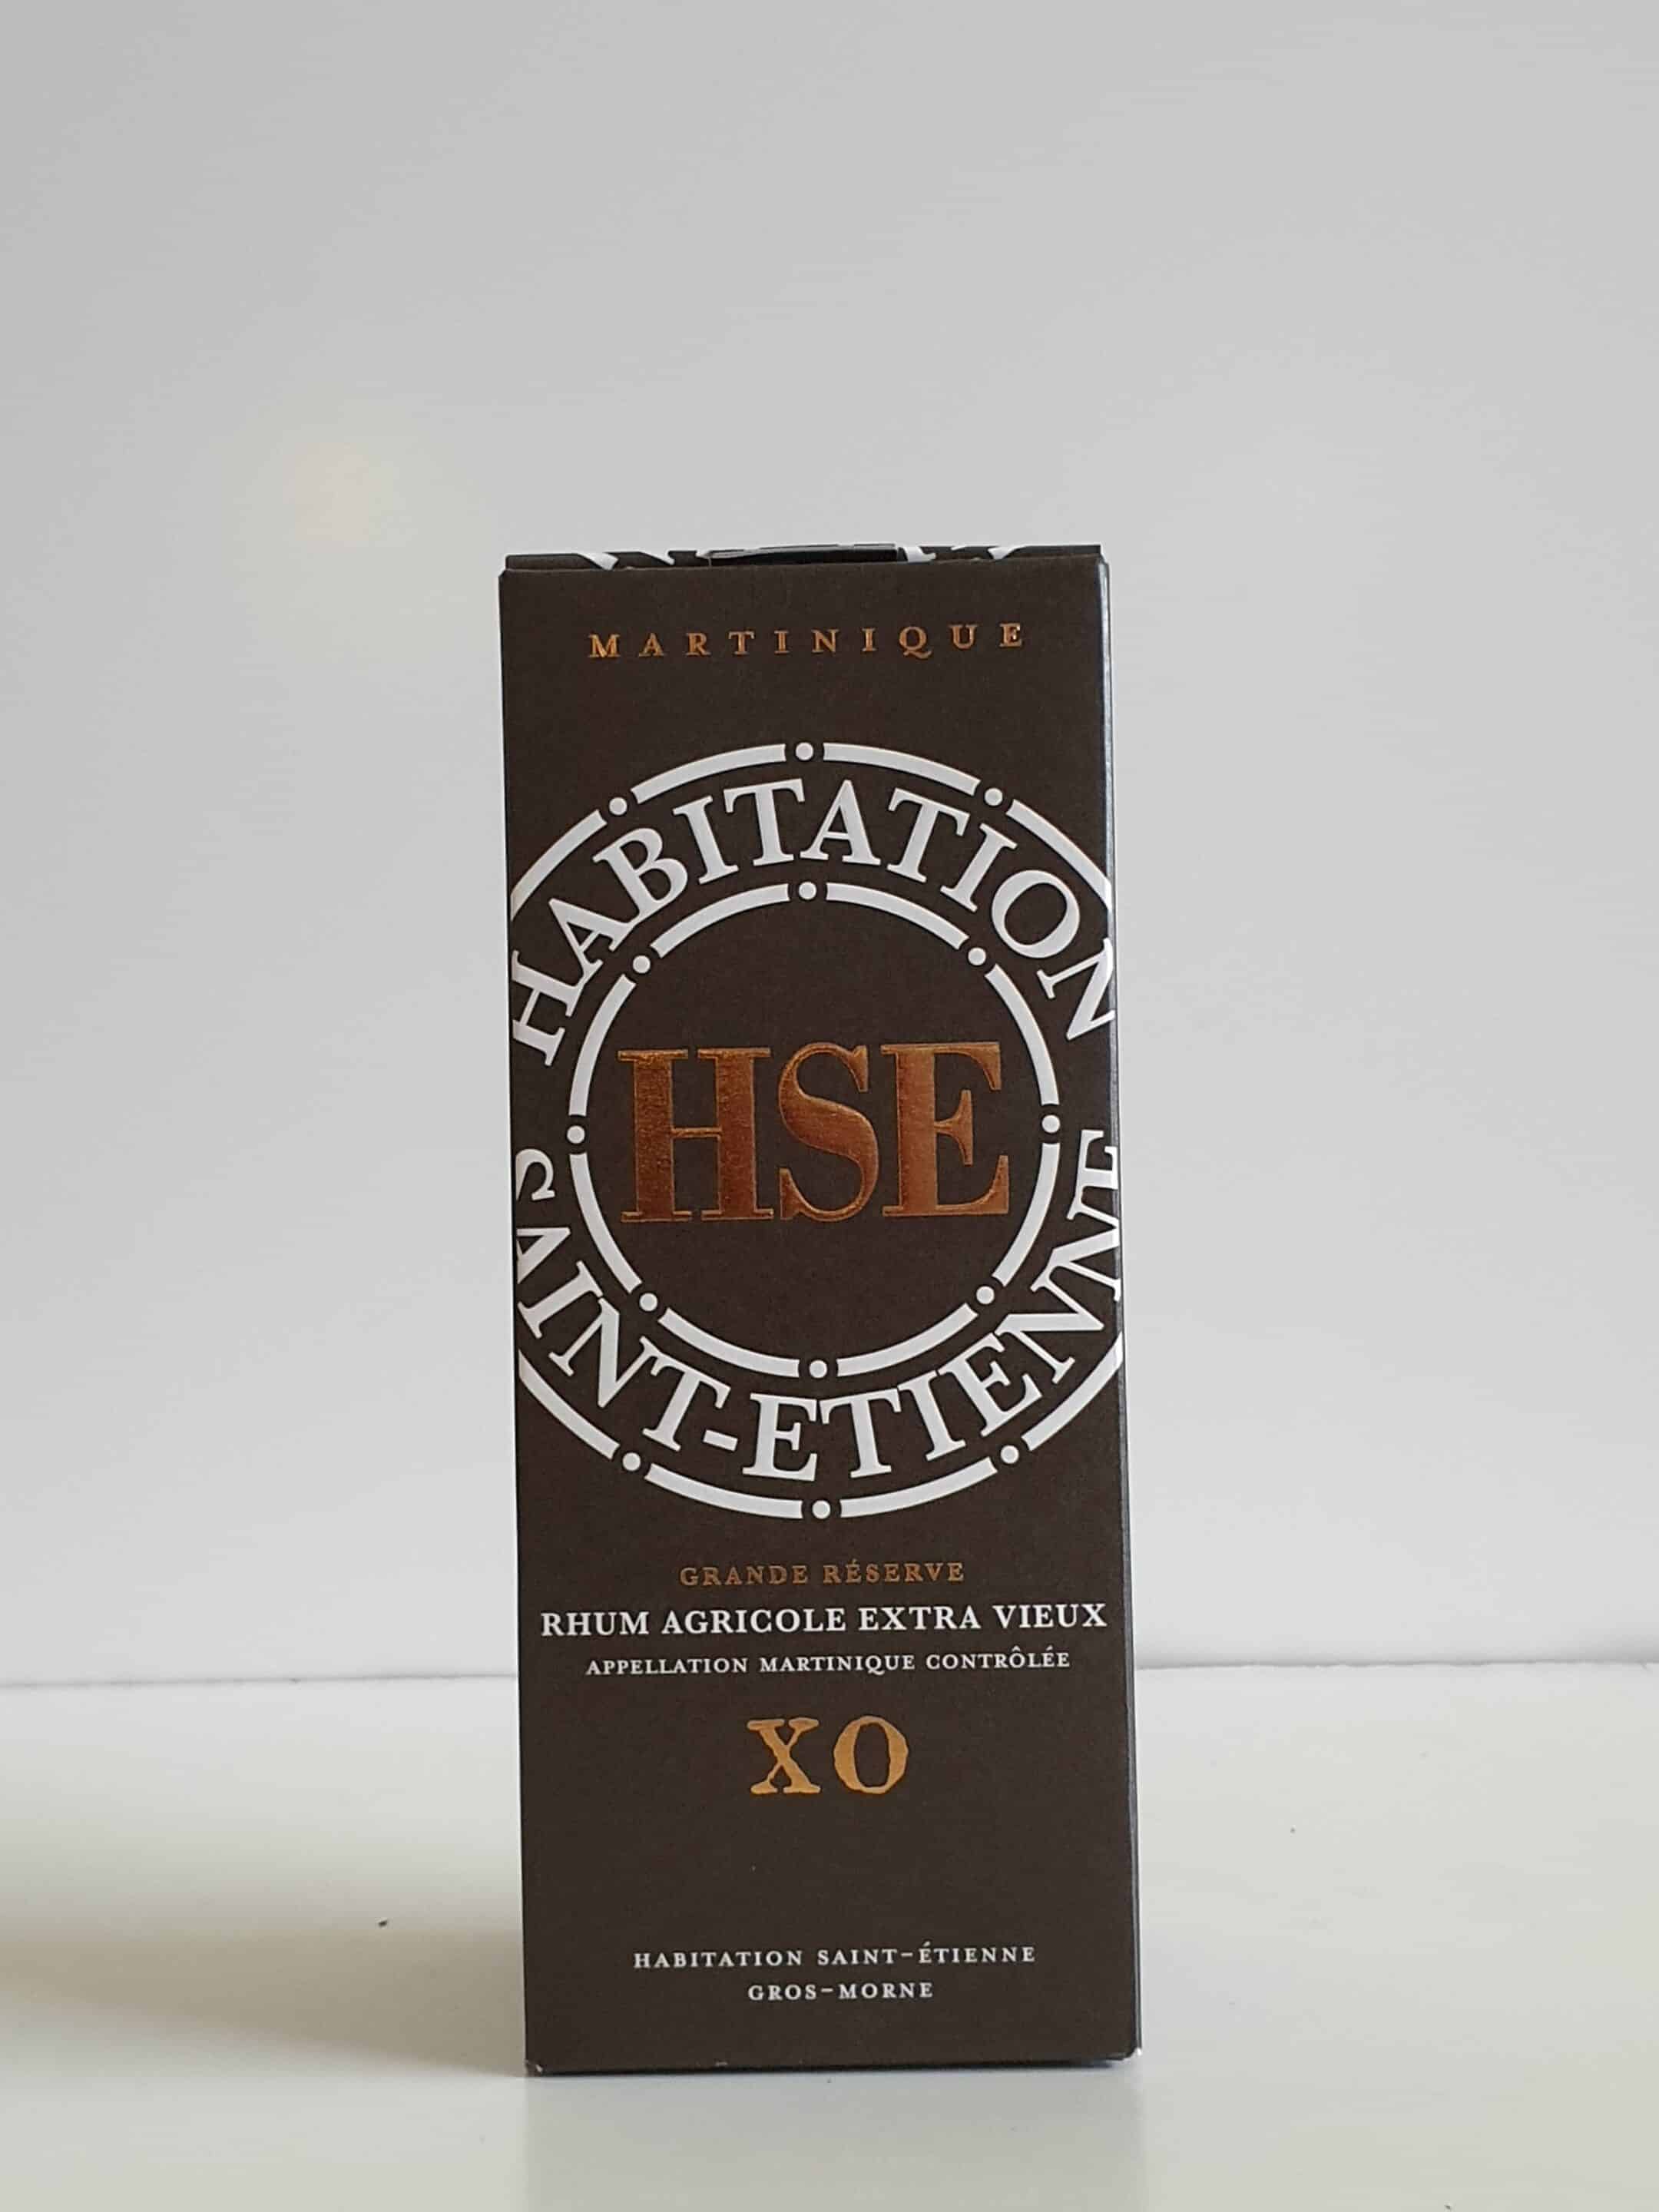 MARTINIQUE
HABITATION
HSE
SAINT-ETIENNE
GRANDE RÉSERVE
RHUM AGRICOLE EXTRA VIEUX
APPELLATION MARTINIQUE CONTRÔLÉE
XO
HABITATION SAINT-ÉTIENNE
GROS-MORNE